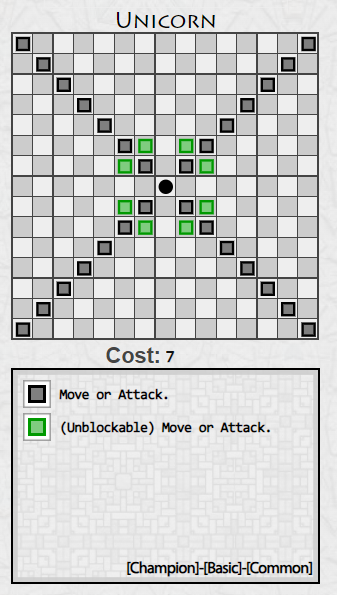 Unicorn
Cost: 7
Move or Attack.
(Unblockable) Move or Attack.
[Champion]-[Basic]-[Common]